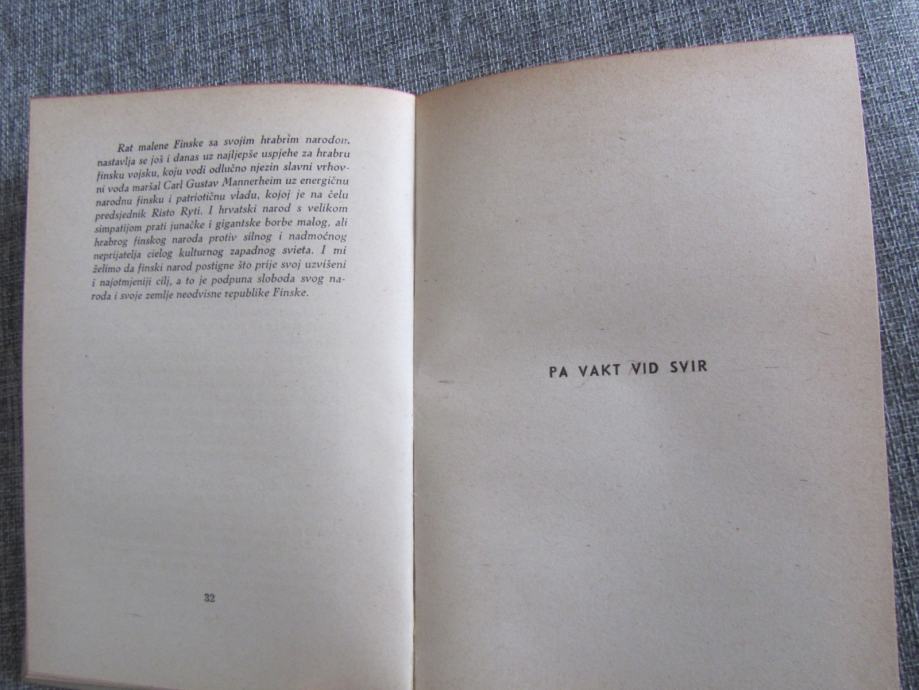 Rat malene Finske sa svojim hrabrim narodom,
nastavlja se još i danas uz najljepše uspjehe za hrabru
finsku vojsku, koju vodi odlučno njezin slavni vrhov-
ni voda maršal Carl Gustav Mannerheim uz energičnu
narodnu finsku i patriotičnu vladu, kojoj je na čelu
predsjednik Risto Ryti. I hrvatski narod s velikom
simpatijom prati junačke i gigantske borbe malog, ali
hrabrog finskog naroda protiv silnog i nadmoćnog
neprijatelja cielog kulturnog zapadnog svieta. I mi
želimo da finski narod postigne što prije svoj uzvišeni
i najotmjeniji cilj, a to je podpuna sloboda svog na-
roda i svoje zemlje neodvisne republike Finske.
32
PA VAKT VID SVIR